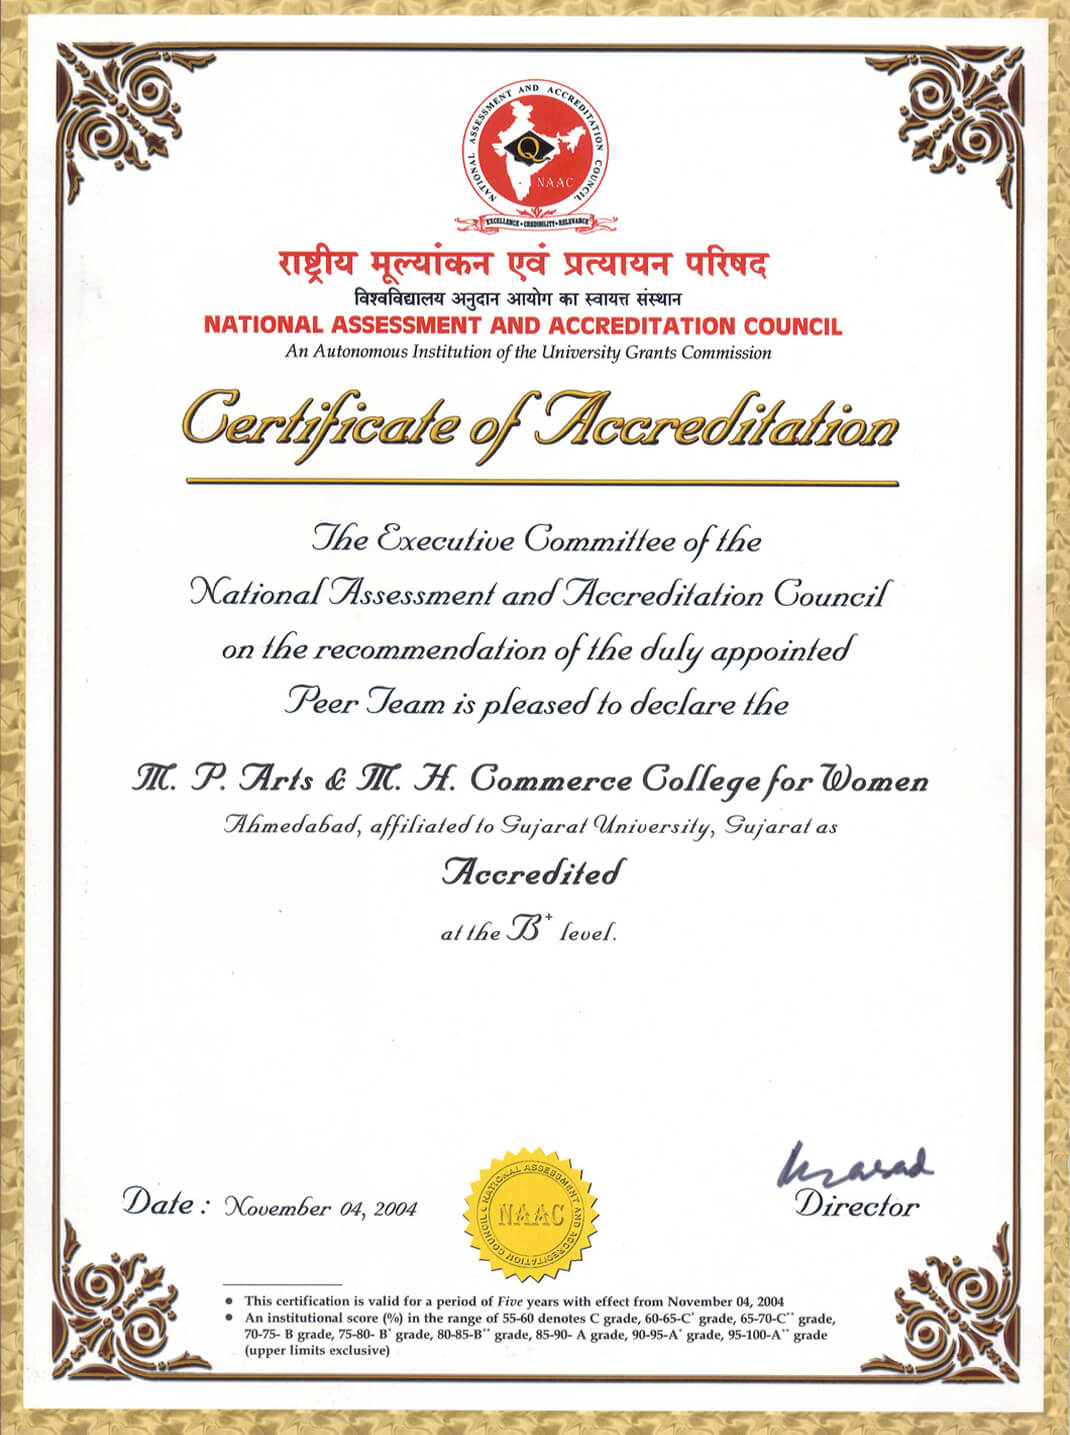 NATIONAL ASSESSMENT AND ACCREDITATION COUNCIL
Q
NAAC
EXCELLENCE • CREDIBILITY • RELEVANCE
राष्ट्रीय मूल्यांकन एवं प्रत्यायन परिषद
विश्वविद्यालय अनुदान आयोग का स्वायत्त संस्थान
NATIONAL ASSESSMENT AND ACCREDITATION COUNCIL
An Autonomous Institution of the University Grants Commission
Certificate of Accreditation
The Executive Committee of the
National Assessment and Accreditation Council
on the recommendation of the duly appointed
Peer Team is pleased to declare the
M. P. Arts & M. H. Commerce College for Women
Ahmedabad, affiliated to Gujarat University, Gujarat as
Accredited
at the B+ level.
Date : November 04, 2004
NATIONAL ASSESSMENT AND ACCREDITATION COUNCIL
NAAC
Director
• This certification is valid for a period of Five years with effect from November 04, 2004
• An institutional score (%) in the range of 55-60 denotes C grade, 60-65-C+ grade, 65-70-C++ grade,
70-75- B grade, 75-80- B+ grade, 80-85-B++ grade, 85-90- A grade, 90-95-A+ grade, 95-100-A++ grade
(upper limits exclusive)